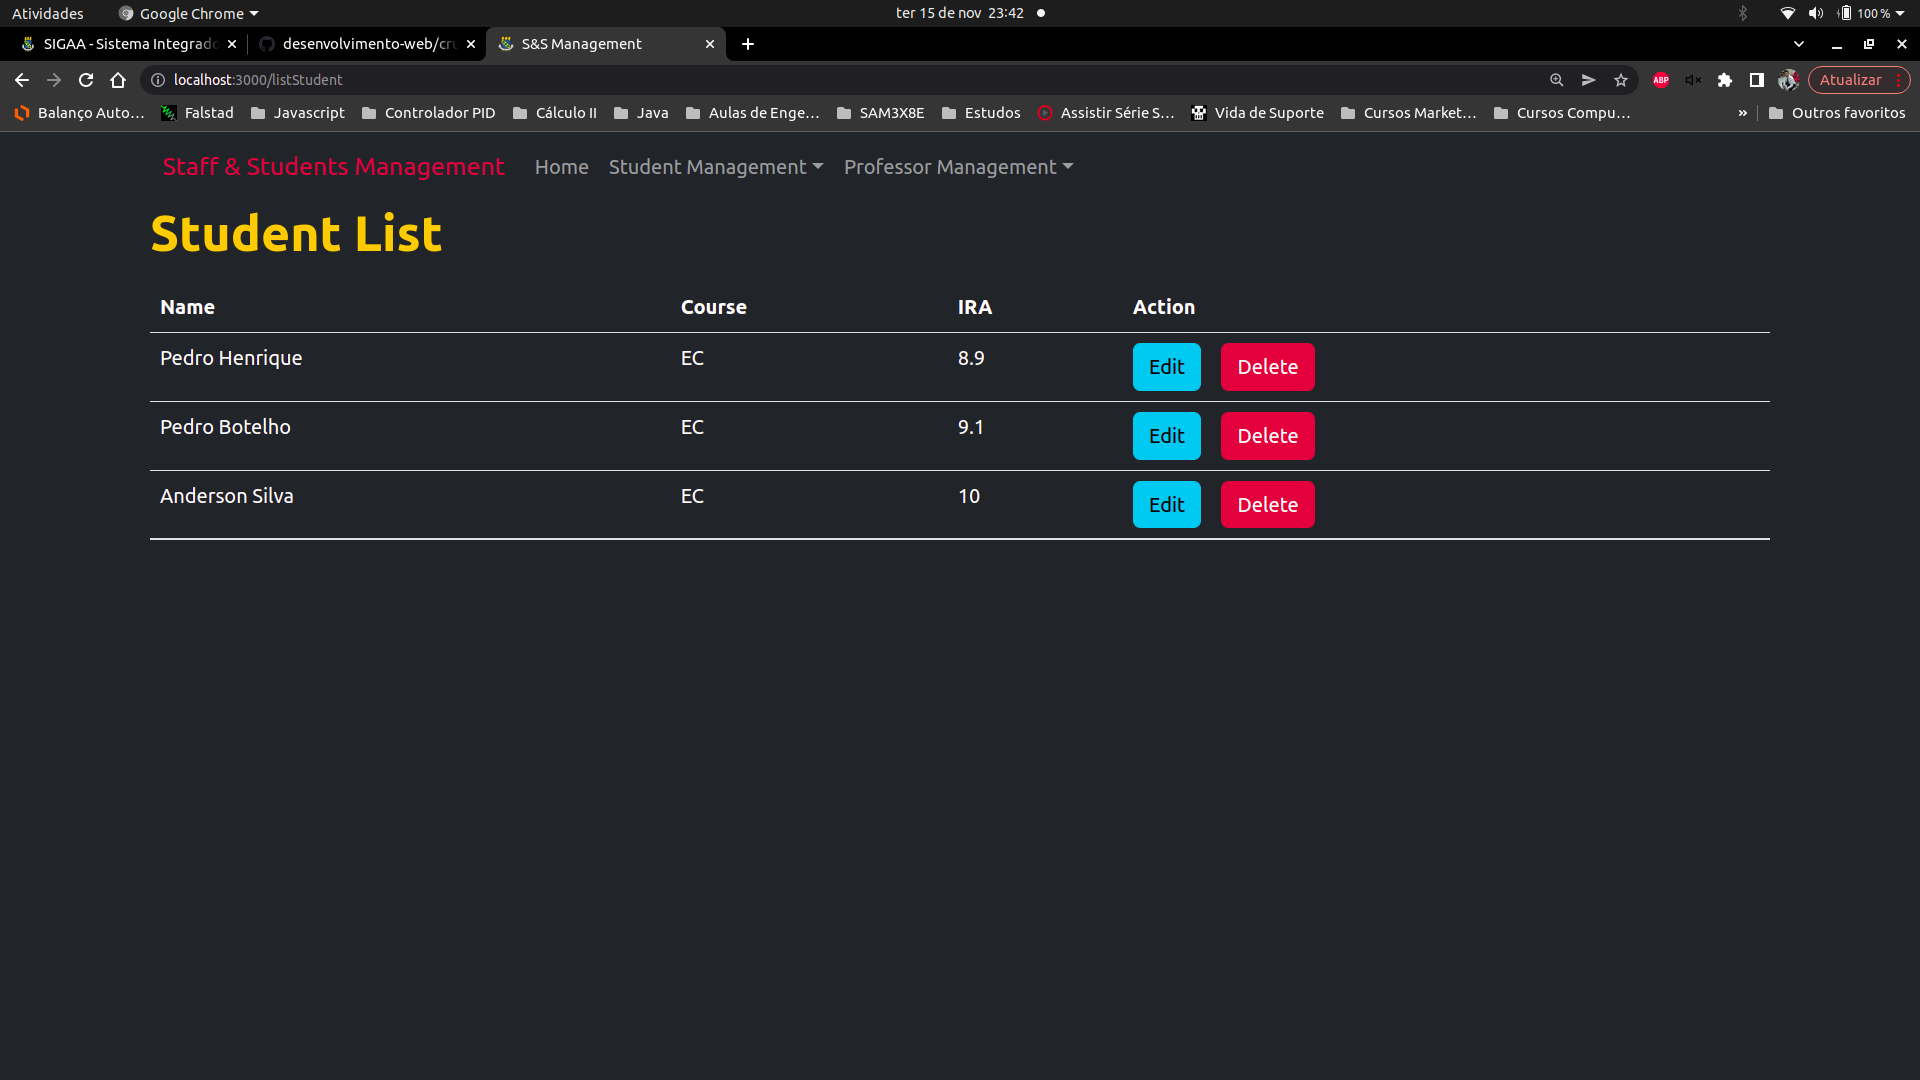 Atividades Google Chrome ter 15 de nov 23:42 100 %
SIGAA - Sistema Integrado desenvolvimento-web/cru S&S Management
localhost:3000/listStudent ABP Atualizar
Balanço Auto… Falstad Javascript Controlador PID Cálculo II Java Aulas de Enge… SAM3X8E Estudos Assistir Série S… Vida de Suporte Cursos Market… Cursos Compu… » Outros favoritos
Staff & Students Management Home Student Management Professor Management
Student List
Name Course IRA Action
Pedro Henrique EC 8.9 Edit Delete
Pedro Botelho EC 9.1 Edit Delete
Anderson Silva EC 10 Edit Delete